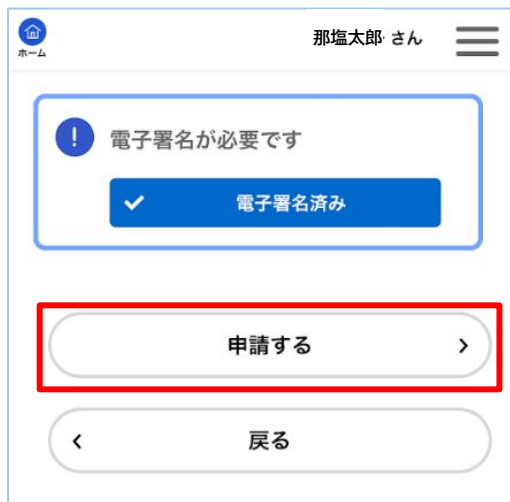 ホーム
那塩太郎 さん
電子署名が必要です
電子署名済み
申請する
戻る